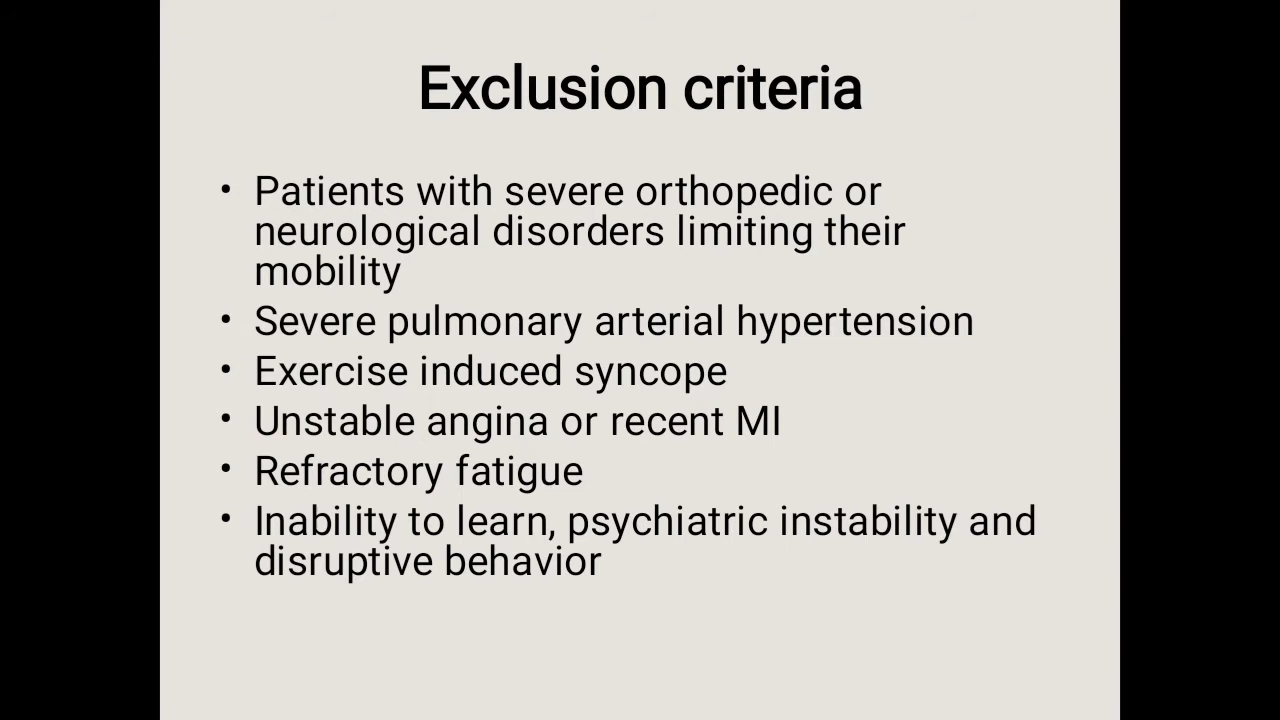 Exclusion criteria
• Patients with severe orthopedic or
neurological disorders limiting their
mobility
• Severe pulmonary arterial hypertension
• Exercise induced syncope
• Unstable angina or recent MI
• Refractory fatigue
• Inability to learn, psychiatric instability and
disruptive behavior